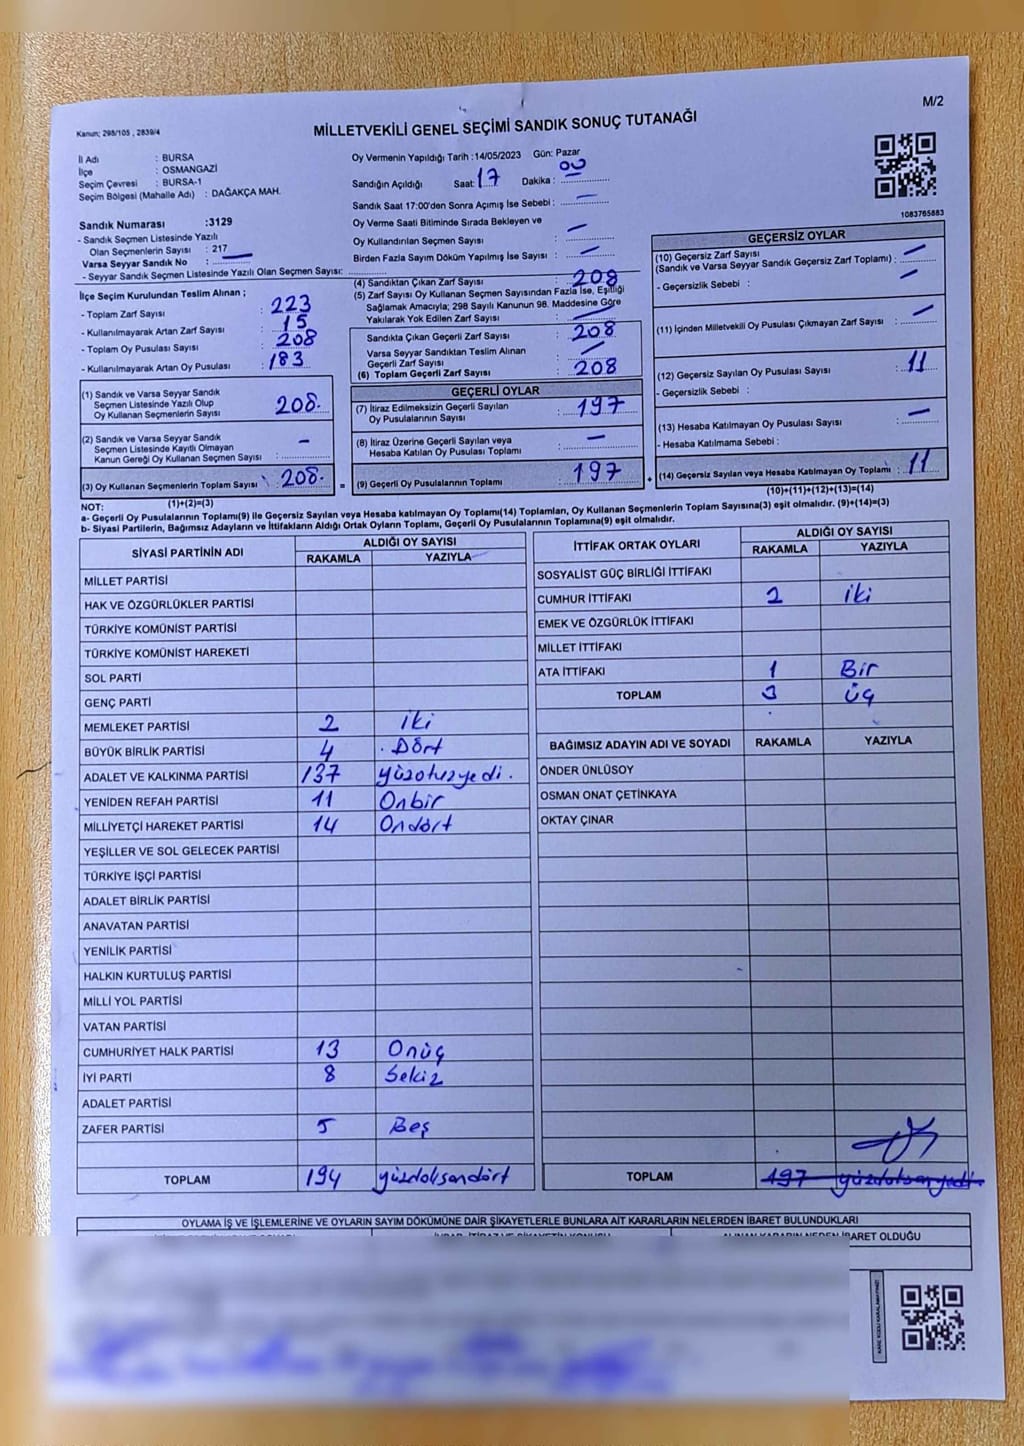 M/2
Kanun; 298/105 , 2839/4
MİLLETVEKİLİ GENEL SEÇİMİ SANDIK SONUÇ TUTANAĞI
İl Adı : BURSA
İlçe : OSMANGAZİ
Seçim Çevresi : BURSA-1
Seçim Bölgesi (Mahalle Adı) : DAĞAKÇA MAH.
Sandık Numarası :3129
- Sandık Seçmen Listesinde Yazılı
Olan Seçmenlerin Sayısı : 217
Varsa Seyyar Sandık No :
- Seyyar Sandık Seçmen Listesinde Yazılı Olan Seçmen Sayısı:
Oy Vermenin Yapıldığı Tarih :14/05/2023 Gün: Pazar
Sandığın Açıldığı Saat: 17 Dakika : 00
Sandık Saat 17:00'den Sonra Açımış İse Sebebi : —
Oy Verme Saati Bitiminde Sırada Bekleyen ve
Oy Kullandırılan Seçmen Sayısı : —
Birden Fazla Sayım Döküm Yapılmış İse Sayısı : —
1083765883
İlçe Seçim Kurulundan Teslim Alınan ;
- Toplam Zarf Sayısı : 223
- Kullanılmayarak Artan Zarf Sayısı : 15
- Toplam Oy Pusulası Sayısı : 208
- Kullanılmayarak Artan Oy Pusulası : 183
(1) Sandık ve Varsa Seyyar Sandık
Seçmen Listesinde Yazılı Olup
Oy Kullanan Seçmenlerin Sayısı : 208.
(2) Sandık ve Varsa Seyyar Sandık
Seçmen Listesinde Kayıtlı Olmayan
Kanun Gereği Oy Kullanan Seçmen Sayısı : —
(3) Oy Kullanan Seçmenlerin Toplam Sayısı : 208.
(1)+(2)=(3)
(4) Sandıktan Çıkan Zarf Sayısı : 208
(5) Zarf Sayısı Oy Kullanan Seçmen Sayısından Fazla İse, Eşitliği
Sağlamak Amacıyla; 298 Sayılı Kanunun 98. Maddesine Göre
Yakılarak Yok Edilen Zarf Sayısı : —
Sandıkta Çıkan Geçerli Zarf Sayısı : 208
Varsa Seyyar Sandıktan Teslim Alınan
Geçerli Zarf Sayısı : —
(6) Toplam Geçerli Zarf Sayısı : 208
GEÇERLİ OYLAR
(7) İtiraz Edilmeksizin Geçerli Sayılan
Oy Pusulalarının Sayısı : 197
(8) İtiraz Üzerine Geçerli Sayılan veya
Hesaba Katılan Oy Pusulası Toplamı : —
= (9) Geçerli Oy Pusulalarının Toplamı : 197
GEÇERSİZ OYLAR
(10) Geçersiz Zarf Sayısı
(Sandık ve Varsa Seyyar Sandık Geçersiz Zarf Toplamı) : —
- Geçersizlik Sebebi : —
(11) İçinden Milletvekili Oy Pusulası Çıkmayan Zarf Sayısı : —
(12) Geçersiz Sayılan Oy Pusulası Sayısı : 11
- Geçersizlik Sebebi :
(13) Hesaba Katılmayan Oy Pusulası Sayısı : —
- Hesaba Katılmama Sebebi :
+ (14) Geçersiz Sayılan veya Hesaba Katılmayan Oy Toplamı : 11
(10)+(11)+(12)+(13)=(14)
NOT:
a- Geçerli Oy Pusulalarının Toplamı(9) ile Geçersiz Sayılan veya Hesaba katılmayan Oy Toplamı(14) Toplamları, Oy Kullanan Seçmenlerin Toplam Sayısına(3) eşit olmalıdır. (9)+(14)=(3)
b- Siyasi Partilerin, Bağımsız Adayların ve İttifakların Aldığı Ortak Oyların Toplamı, Geçerli Oy Pusulalarının Toplamına(9) eşit olmalıdır.
SİYASİ PARTİNİN ADI ALDIĞI OY SAYISI
RAKAMLA YAZIYLA
MİLLET PARTİSİ
HAK VE ÖZGÜRLÜKLER PARTİSİ
TÜRKİYE KOMÜNİST PARTİSİ
TÜRKİYE KOMÜNİST HAREKETİ
SOL PARTİ
GENÇ PARTİ
MEMLEKET PARTİSİ 2 iki
BÜYÜK BİRLİK PARTİSİ 4 Dört
ADALET VE KALKINMA PARTİSİ 137 yüzotuzyedi.
YENİDEN REFAH PARTİSİ 11 Onbir
MİLLİYETÇİ HAREKET PARTİSİ 14 Ondört
YEŞİLLER VE SOL GELECEK PARTİSİ
TÜRKİYE İŞÇİ PARTİSİ
ADALET BİRLİK PARTİSİ
ANAVATAN PARTİSİ
YENİLİK PARTİSİ
HALKIN KURTULUŞ PARTİSİ
MİLLİ YOL PARTİSİ
VATAN PARTİSİ
CUMHURİYET HALK PARTİSİ 13 Onüç
İYİ PARTİ 8 Sekiz
ADALET PARTİSİ
ZAFER PARTİSİ 5 Beş
TOPLAM 194 yüzdoksandört
İTTİFAK ORTAK OYLARI ALDIĞI OY SAYISI
RAKAMLA YAZIYLA
SOSYALİST GÜÇ BİRLİĞİ İTTİFAKI
CUMHUR İTTİFAKI 2 iki
EMEK VE ÖZGÜRLÜK İTTİFAKI
MİLLET İTTİFAKI
ATA İTTİFAKI 1 Bir
TOPLAM 3 üç
BAĞIMSIZ ADAYIN ADI VE SOYADI RAKAMLA YAZIYLA
ÖNDER ÜNLÜSOY
OSMAN ONAT ÇETİNKAYA
OKTAY ÇINAR
TOPLAM 197 yüzdoksanyedi.
OYLAMA İŞ VE İŞLEMLERİNE VE OYLARIN SAYIM DÖKÜMÜNE DAİR ŞİKAYETLERLE BUNLARA AİT KARARLARIN NELERDEN İBARET BULUNDUKLARI
ALINAN KARARIN NEDEN İBARET OLDUĞU